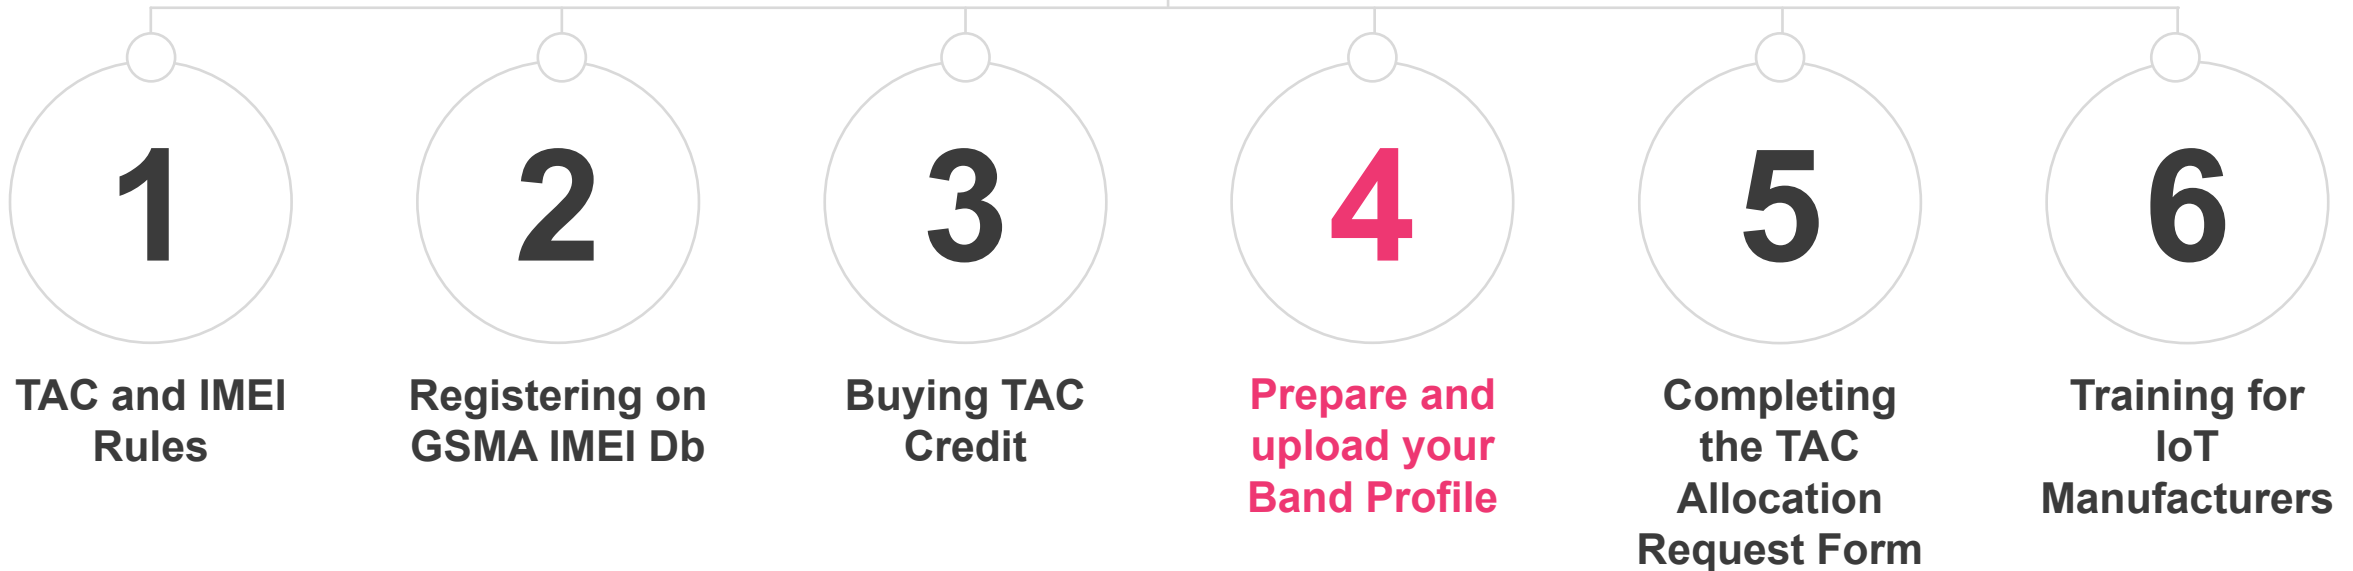 1
TAC and IMEI
Rules
2
Registering on
GSMA IMEI Db
3
Buying TAC
Credit
4
Prepare and
upload your
Band Profile
5
Completing
the TAC
Allocation
Request Form
6
Training for
IoT
Manufacturers